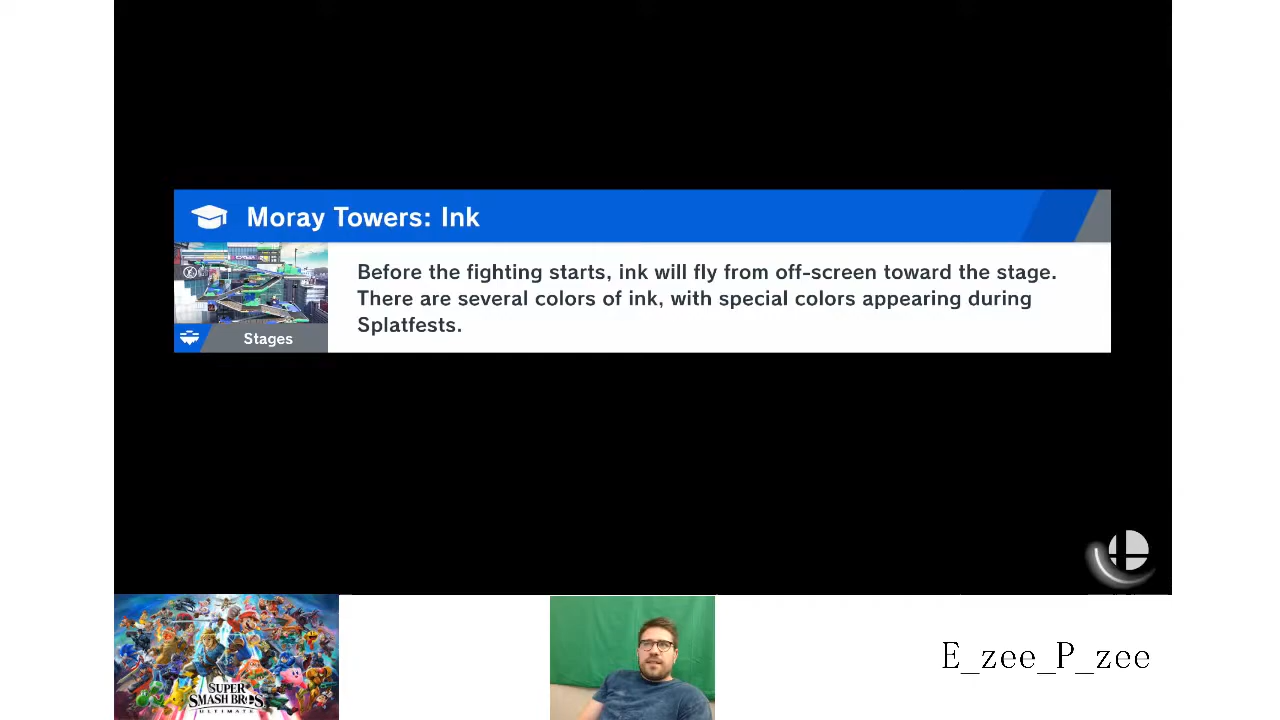 Moray Towers: Ink
Before the fighting starts, ink will fly from off-screen toward the stage.
There are several colors of ink, with special colors appearing during
Splatfests.
Stages
SUPER
SMASH BROS.
ULTIMATE
E_zee_P_zee